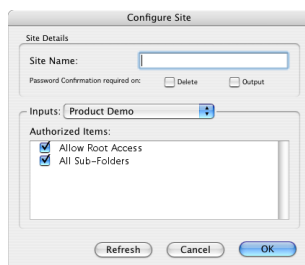 Configure Site
Site Details
Site Name:
Password Confirmation required on: Delete Output
Inputs: Product Demo
Authorized Items:
Allow Root Access
All Sub-Folders
Refresh Cancel OK